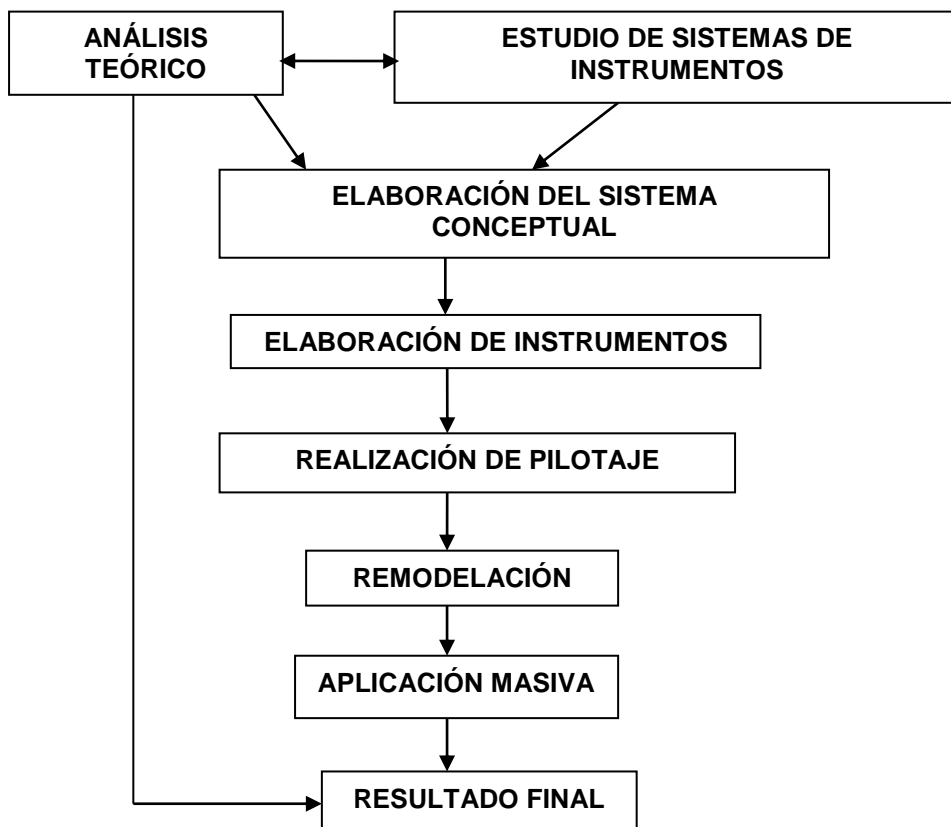 ANÁLISIS
TEÓRICO
ESTUDIO DE SISTEMAS DE
INSTRUMENTOS
ELABORACIÓN DEL SISTEMA
CONCEPTUAL
ELABORACIÓN DE INSTRUMENTOS
REALIZACIÓN DE PILOTAJE
REMODELACIÓN
APLICACIÓN MASIVA
RESULTADO FINAL